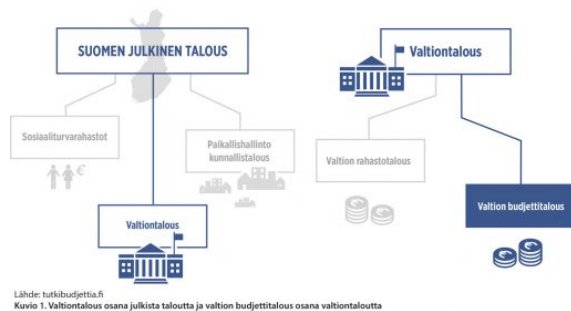 SUOMEN JULKINEN TALOUS
Sosiaaliturvarahastot
€
Paikallishallinto
kunnallistalous
Valtiontalous
Valtiontalous
Valtion rahastotalous
Valtion budjettitalous
Lähde: tutkibudjettia.fi
Kuvio 1. Valtiontalous osana julkista taloutta ja valtion budjettitalous osana valtiontaloutta